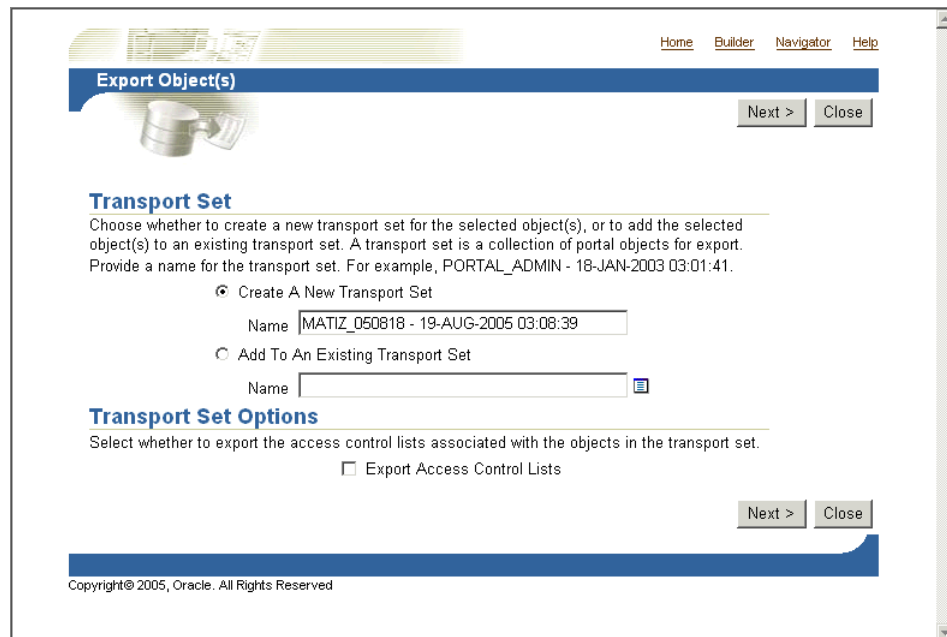 Home Builder Navigator Help
Export Object(s)
Next > Close
Transport Set
Choose whether to create a new transport set for the selected object(s), or to add the selected
object(s) to an existing transport set. A transport set is a collection of portal objects for export.
Provide a name for the transport set. For example, PORTAL_ADMIN - 18-JAN-2003 03:01:41.
Create A New Transport Set
Name MATIZ_050818 - 19-AUG-2005 03:08:39
Add To An Existing Transport Set
Name
Transport Set Options
Select whether to export the access control lists associated with the objects in the transport set.
Export Access Control Lists
Next > Close
Copyright© 2005, Oracle. All Rights Reserved